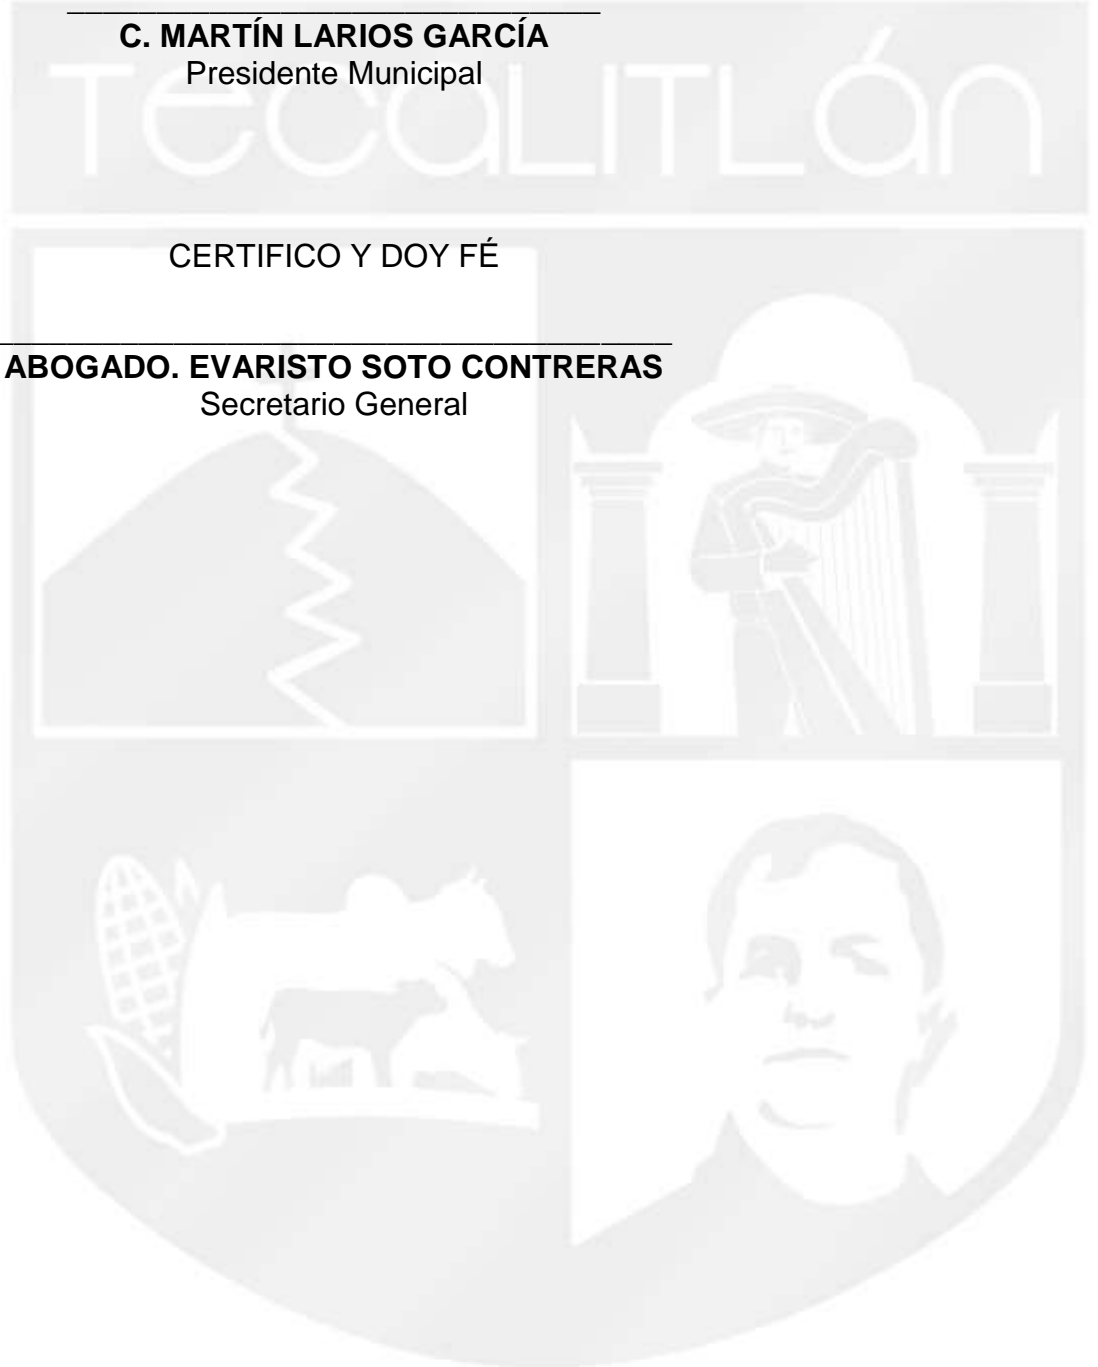 C. MARTÍN LARIOS GARCÍA
Presidente Municipal
TecaLITLán
CERTIFICO Y DOY FÉ
ABOGADO. EVARISTO SOTO CONTRERAS
Secretario General